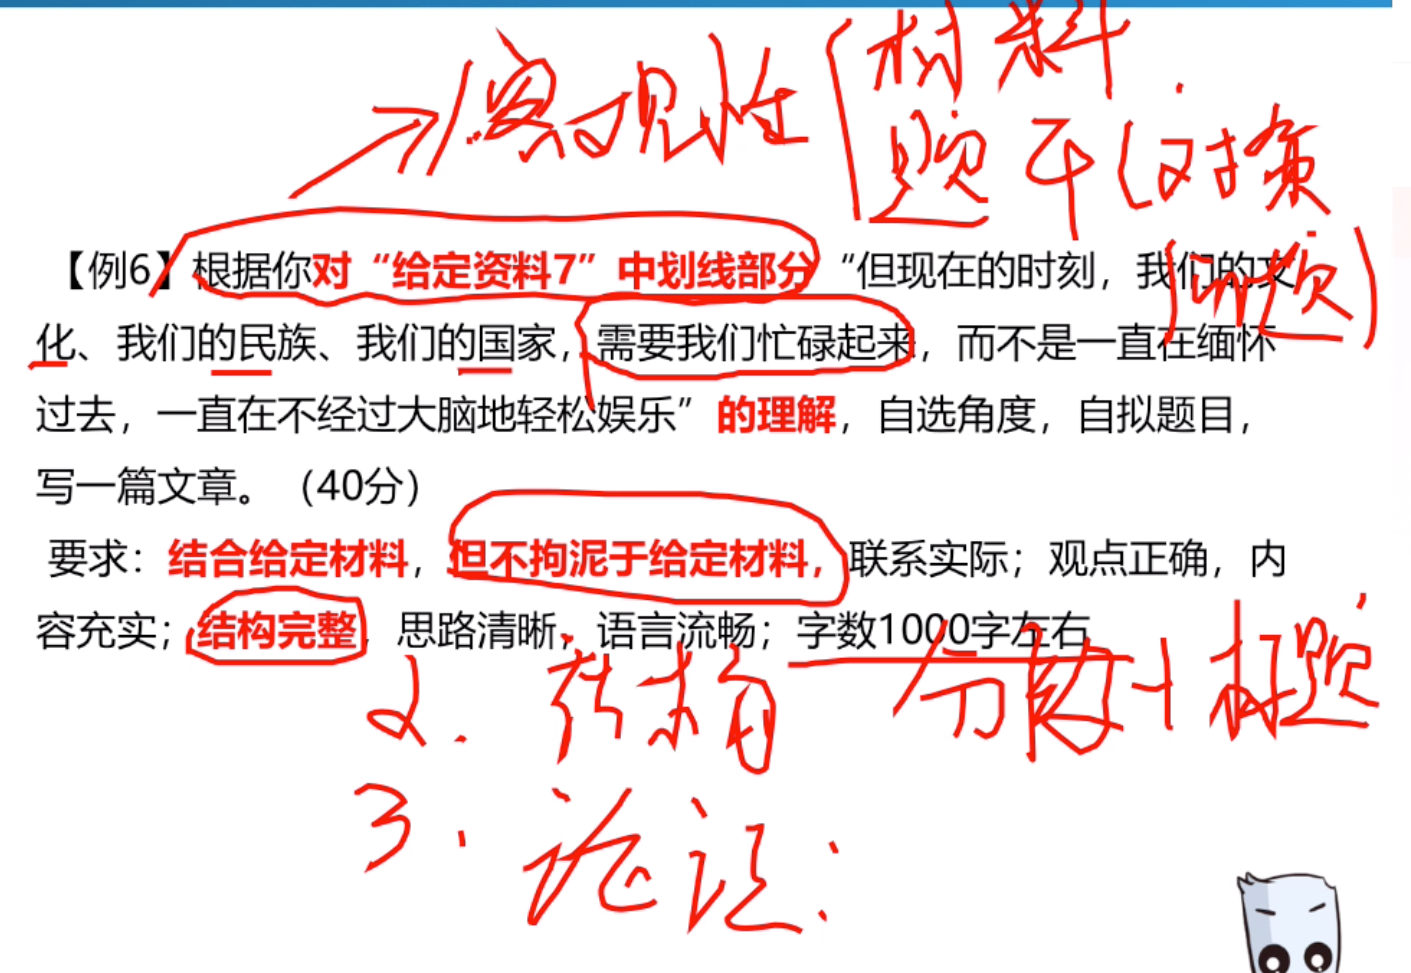 客观性 材料
题干(对策
问题)
【例6】根据你对“给定资料7”中划线部分“但现在的时刻，我们的文
化、我们的民族、我们的国家，需要我们忙碌起来，而不是一直在缅怀
过去，一直在不经过大脑地轻松娱乐”的理解，自选角度，自拟题目，
写一篇文章。（40分）
要求：结合给定材料，但不拘泥于给定材料，联系实际；观点正确，内
容充实；结构完整，思路清晰，语言流畅；字数1000字左右
2. 结构 分数+标题
3. 论证: